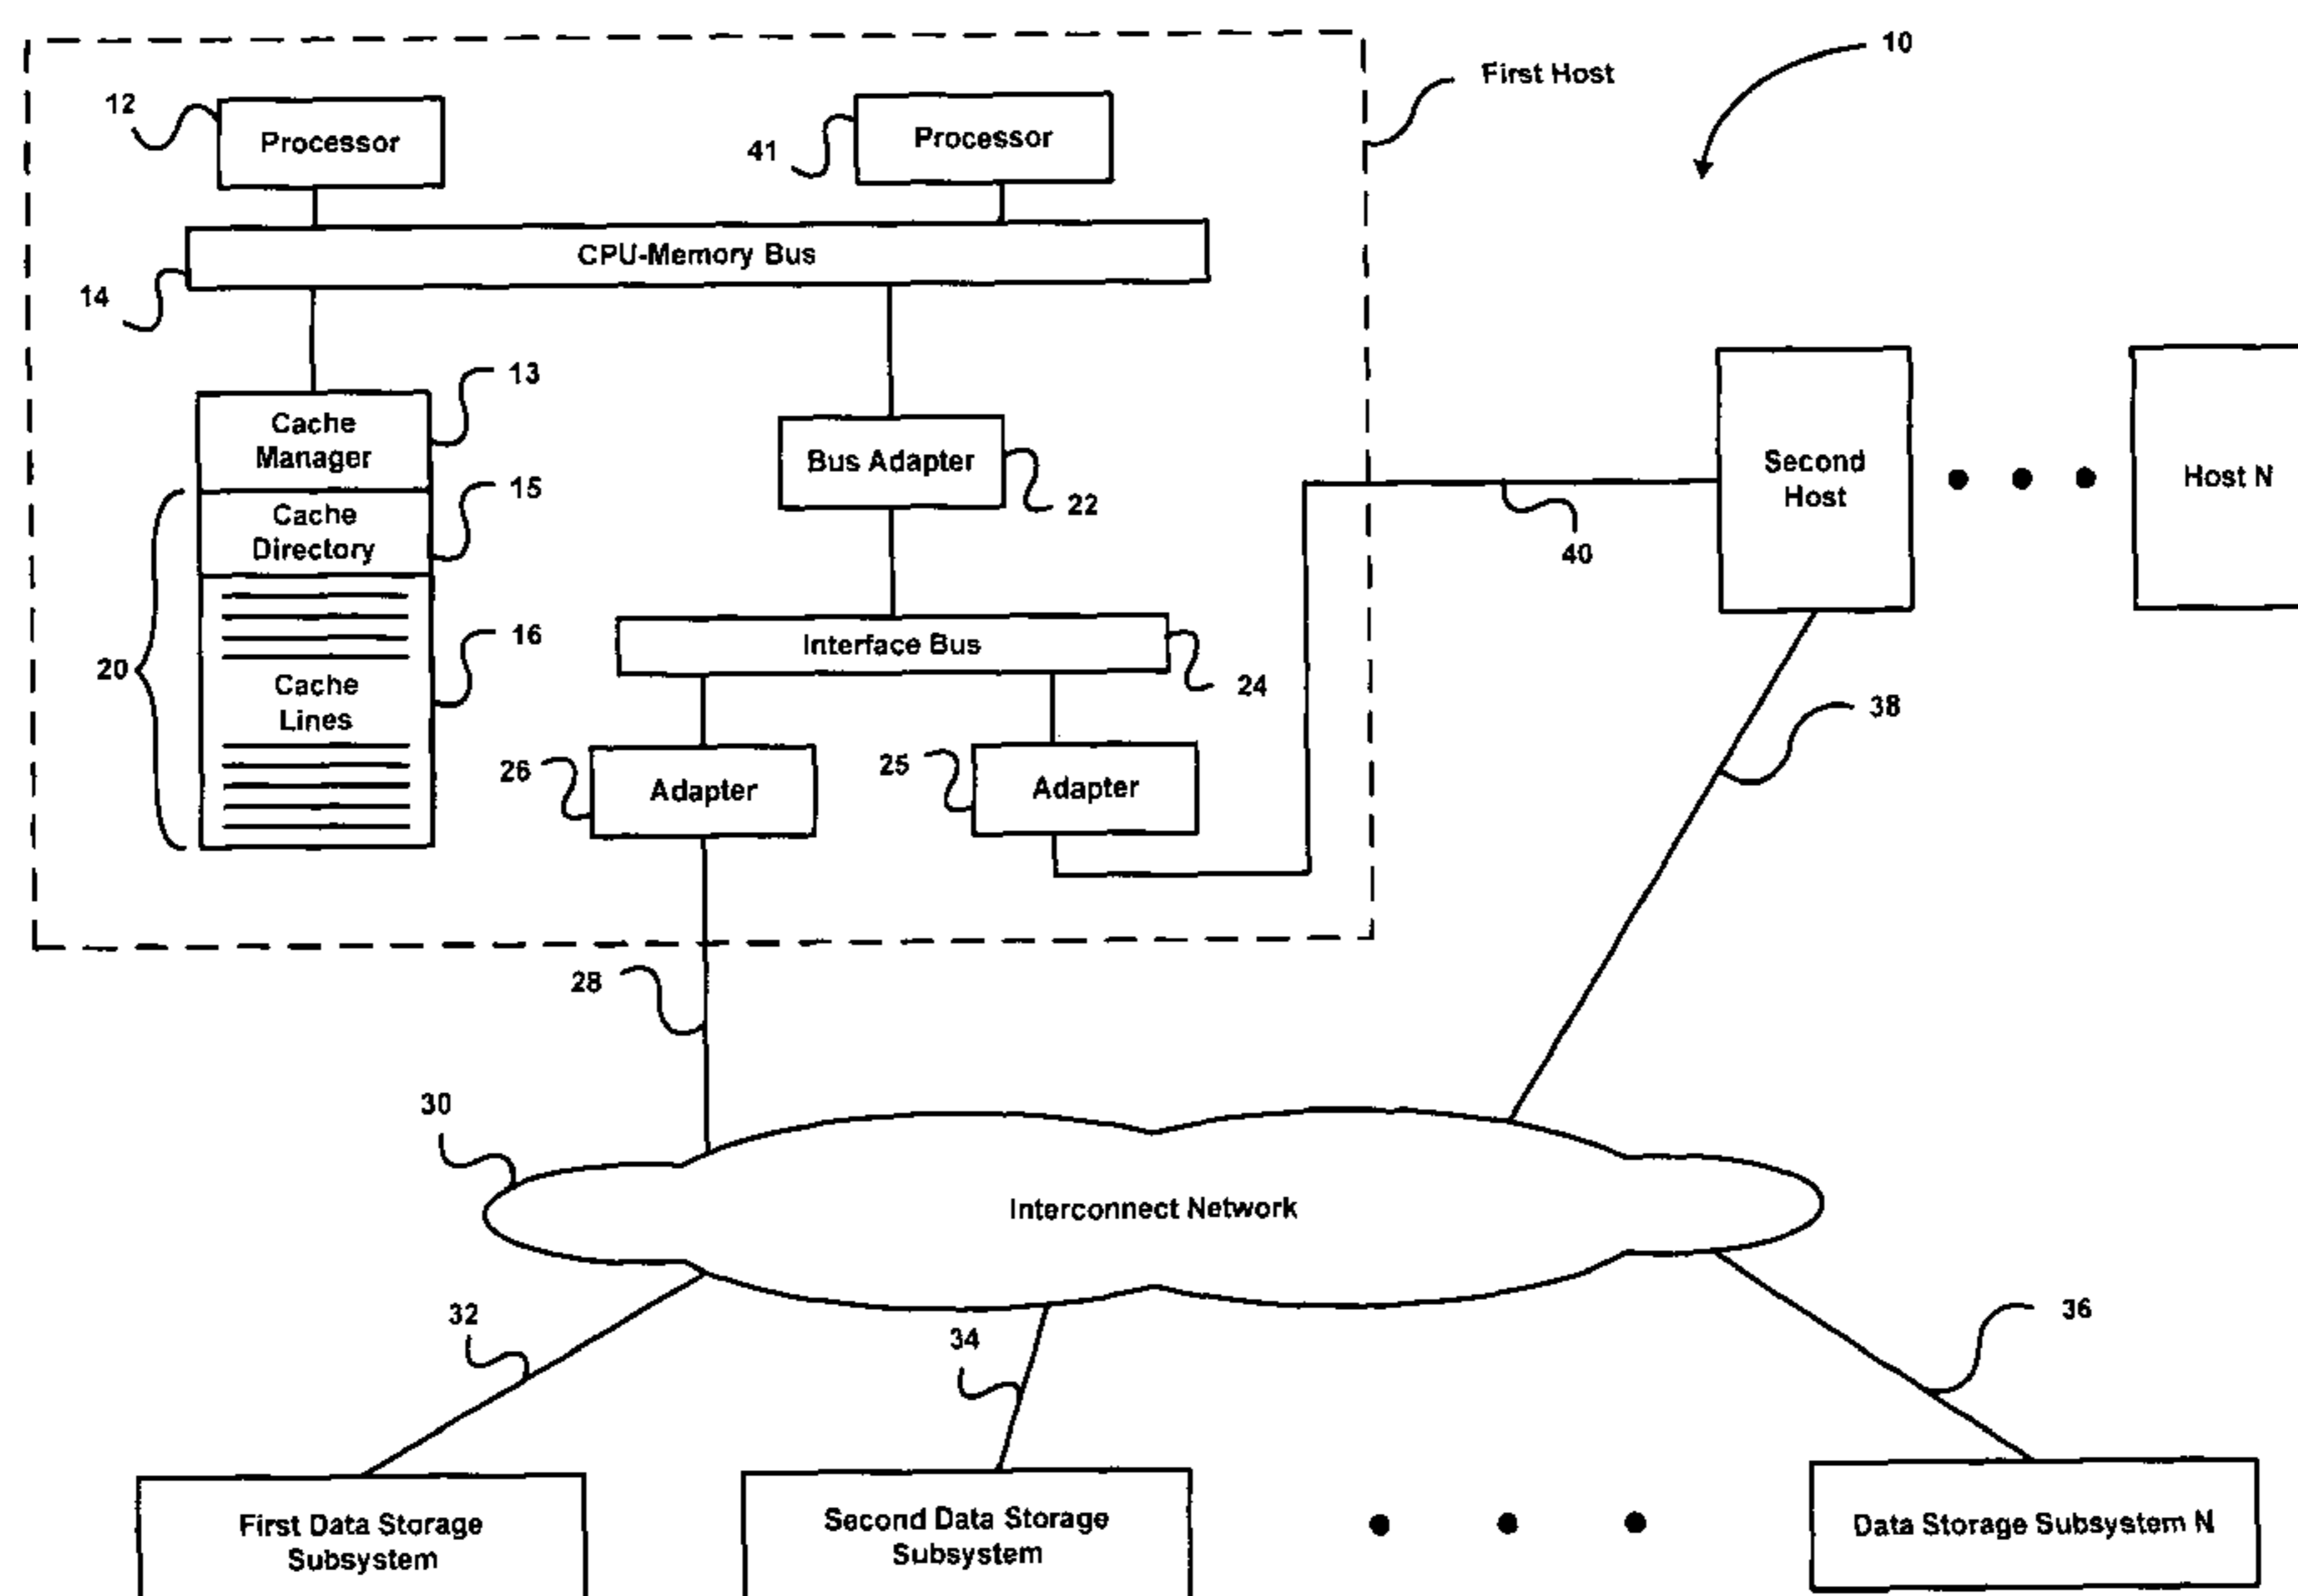 10
First Host
12
Processor
41
Processor
CPU-Memory Bus
14
13
Cache
Manager
15
Cache
Directory
Bus Adapter
22
Second
Host
Host N
40
16
20
Cache
Lines
Interface Bus
24
38
26
Adapter
25
Adapter
28
30
Interconnect Network
32
34
36
First Data Storage
Subsystem
Second Data Storage
Subsystem
Data Storage Subsystem N